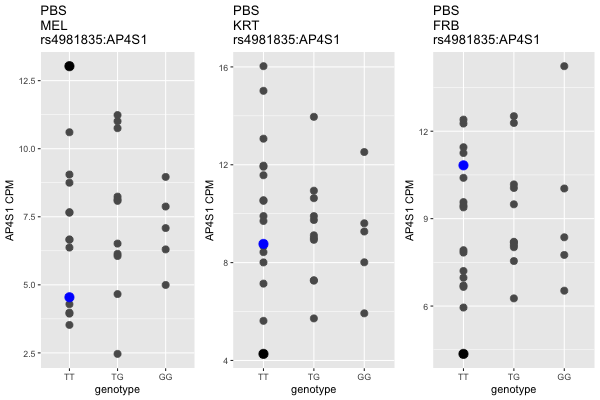 PBS
MEL
rs4981835:AP4S1
AP4S1 CPM
12.5
10.0
7.5
5.0
2.5
TT TG GG
genotype
PBS
KRT
rs4981835:AP4S1
AP4S1 CPM
16
12
8
4
TT TG GG
genotype
PBS
FRB
rs4981835:AP4S1
AP4S1 CPM
12
9
6
TT TG GG
genotype